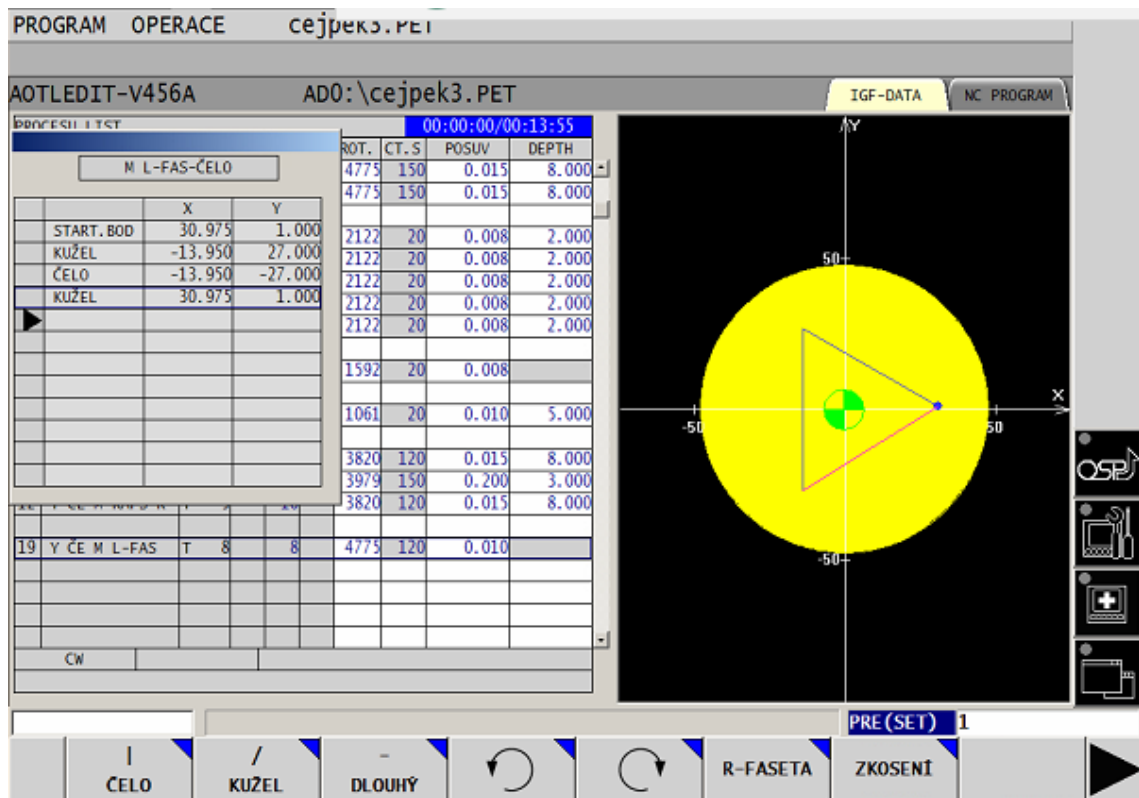 PROGRAM OPERACE cejpek3.PET
AOTLEDIT-V456A AD0:\cejpek3.PET IGF-DATA NC PROGRAM
PROCESU LIST 00:00:00/00:13:55
M L-FAS-ČELO
ROT. CT.S POSUV DEPTH
4775 150 0.015 8.000
4775 150 0.015 8.000
2122 20 0.008 2.000
2122 20 0.008 2.000
2122 20 0.008 2.000
2122 20 0.008 2.000
2122 20 0.008 2.000
1592 20 0.008
1061 20 0.010 5.000
3820 120 0.015 8.000
3979 150 0.200 3.000
3820 120 0.015 8.000
X Y
START.BOD 30.975 1.000
KUŽEL -13.950 27.000
ČELO -13.950 -27.000
KUŽEL 30.975 1.000
19 Y ČE M L-FAS T 8 8 4775 120 0.010
CW
Y
50
X
-50
50
-50
OSP
PRE(SET) 1
| ČELO
/ KUŽEL
- DLOUHÝ
R-FASETA
ZKOSENÍ